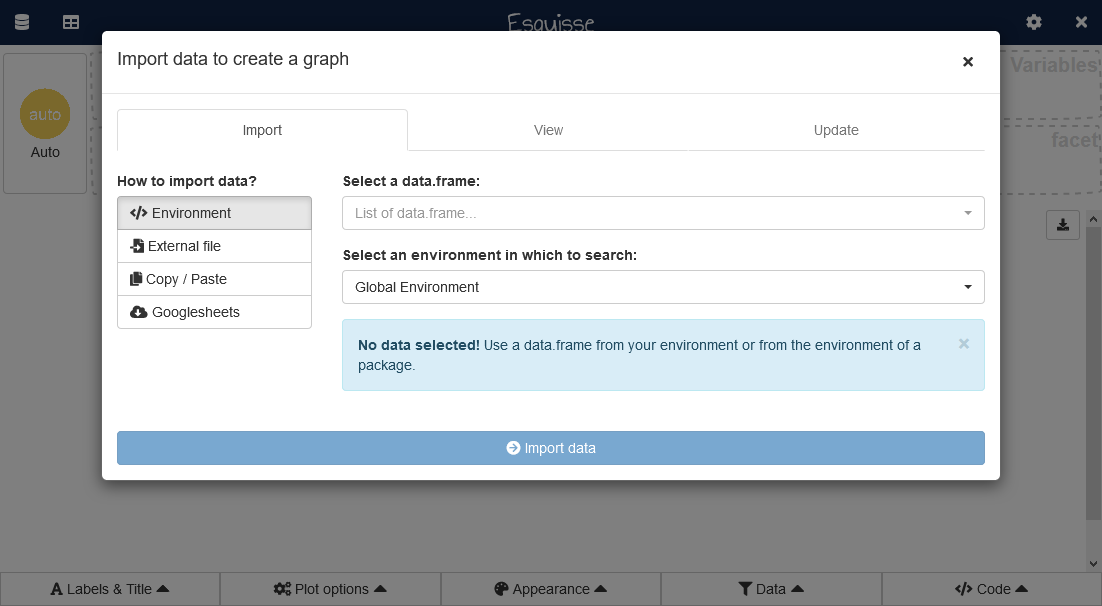 Esquisse
Import data to create a graph
×
Variables
auto
Auto
facet
Import
View
Update
How to import data?
Environment
External file
Copy / Paste
Googlesheets
Select a data.frame:
List of data.frame...
Select an environment in which to search:
Global Environment
No data selected! Use a data.frame from your environment or from the environment of a
package.
×
Import data
Labels & Title
Plot options
Appearance
Data
Code